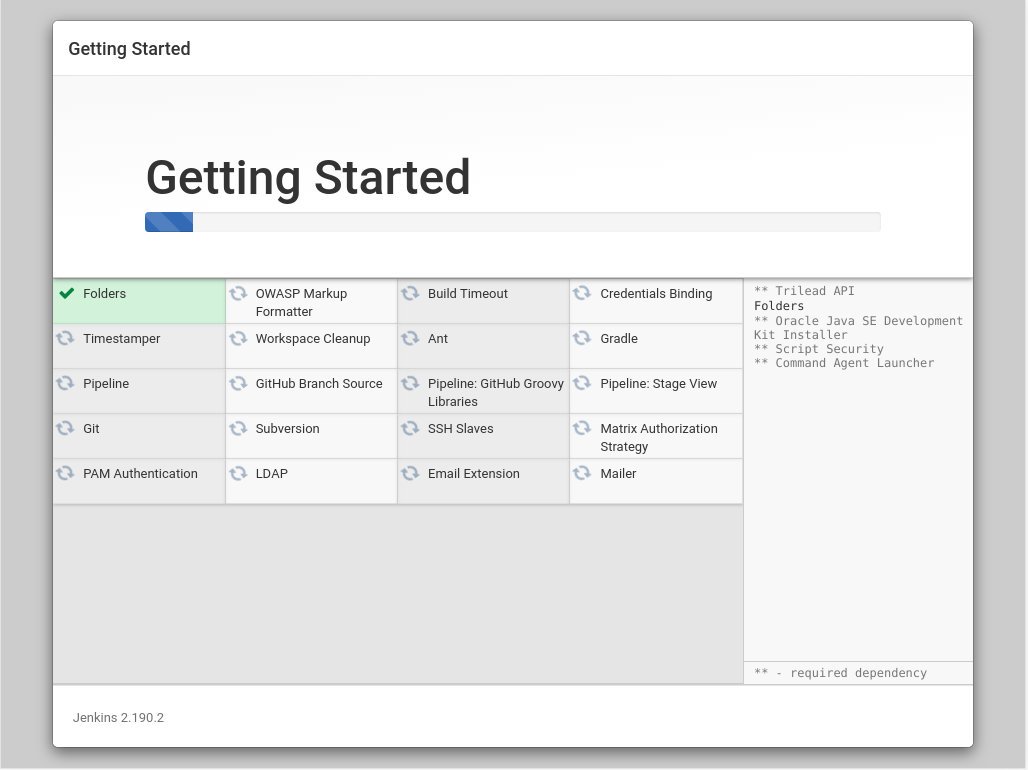 Getting Started
Getting Started
Folders
OWASP Markup
Formatter
Build Timeout
Credentials Binding
Timestamper
Workspace Cleanup
Ant
Gradle
Pipeline
GitHub Branch Source
Pipeline: GitHub Groovy
Libraries
Pipeline: Stage View
Git
Subversion
SSH Slaves
Matrix Authorization
Strategy
PAM Authentication
LDAP
Email Extension
Mailer
** Trilead API
Folders
** Oracle Java SE Development
Kit Installer
** Script Security
** Command Agent Launcher
** - required dependency
Jenkins 2.190.2